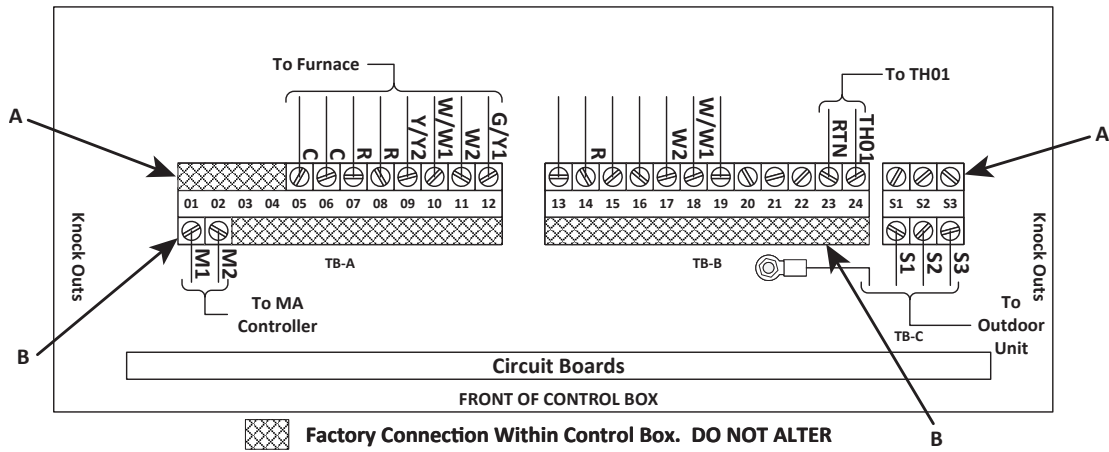 To Furnace
To TH01
A
A
C
C
R
R
Y/Y2
W/W1
W2
G/Y1
R
W2
W/W1
RTN
TH01
01 02 03 04 05 06 07 08 09 10 11 12
13 14 15 16 17 18 19 20 21 22 23 24
S1 S2 S3
Knock Outs
Knock Outs
M1
M2
TB-A
TB-B
S1
S2
S3
To MA
Controller
To
Outdoor
Unit
TB-C
B
Circuit Boards
FRONT OF CONTROL BOX
B
Factory Connection Within Control Box. DO NOT ALTER